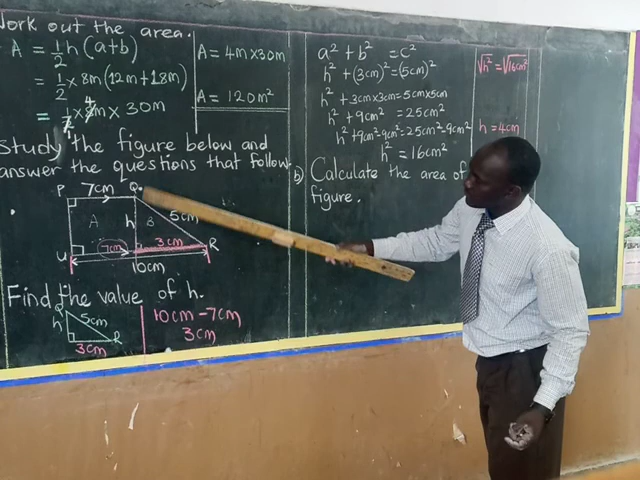 Work out the area.
A = 1/2 h (a+b)
= 1/2 x 8m (12m + 18m)
= 1/2 x 8m x 30m
4
A = 4m x 30m
A = 120m²
Study the figure below and
answer the questions that follow.
P 7cm Q
A h B 5cm
U 7cm 3cm R
10cm
Find the value of h.
Q
h 5cm R
3cm
10cm - 7cm
3cm
a² + b² = c²
h² + (3cm)² = (5cm)²
h² + 3cm x 3cm = 5cm x 5cm
h² + 9cm² = 25cm²
h² + 9cm² - 9cm² = 25cm² - 9cm²
h² = 16cm²
√h² = √16cm²
h = 4cm
b) Calculate the area of
figure.